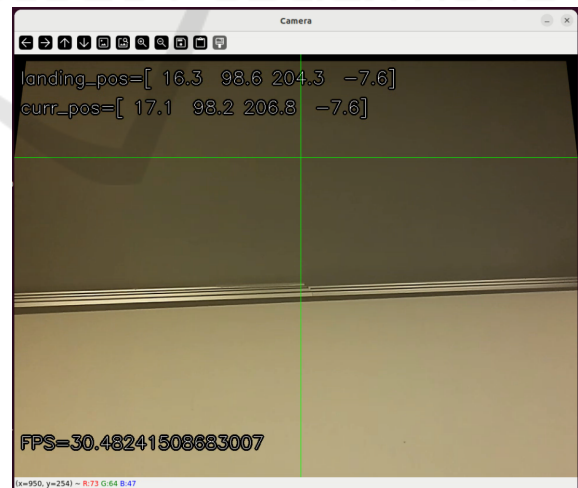 Camera
landing_pos=[ 16.3 98.6 204.3 -7.6]
curr_pos=[ 17.1 98.2 206.8 -7.6]
FPS=30.48241508683007
(x=950, y=254) ~ R:73 G:64 B:47